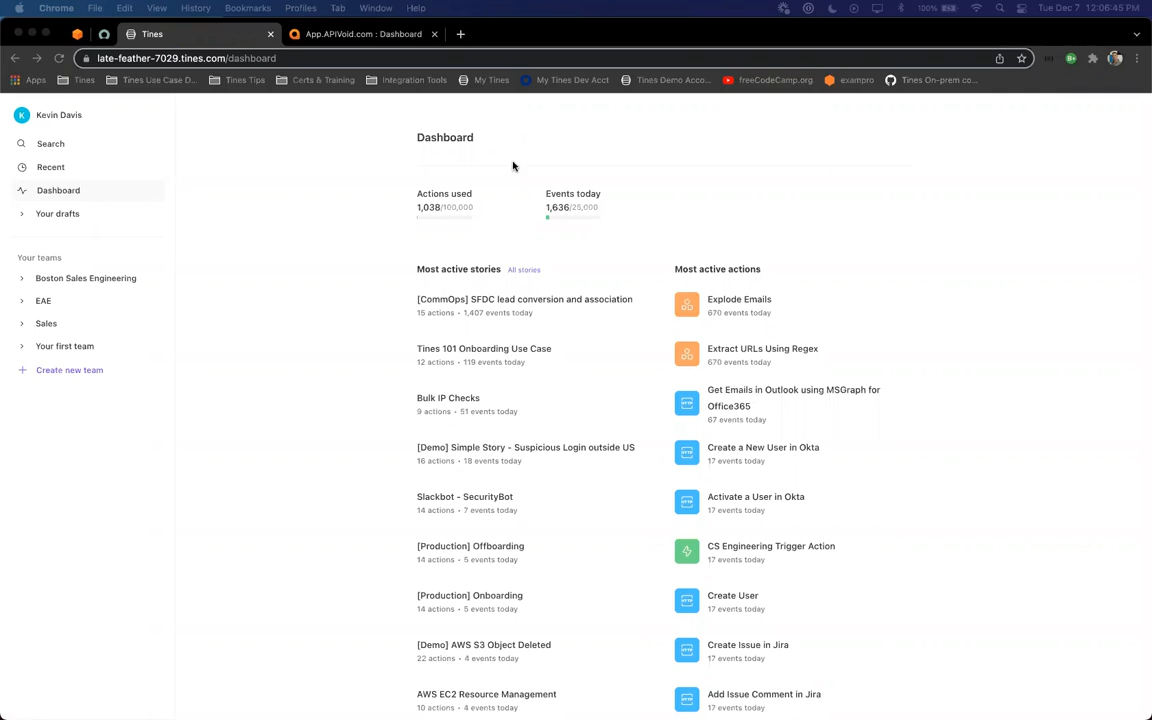 Chrome File Edit View History Bookmarks Profiles Tab Window Help 100% Tue Dec 7 12:06:45 PM
Tines App.APIVoid.com : Dashboard
late-feather-7029.tines.com/dashboard
Apps Tines Tines Use Case D... Tines Tips Certs & Training Integration Tools My Tines My Tines Dev Acct Tines Demo Acco... freeCodeCamp.org exampro Tines On-prem co...
K Kevin Davis
Search
Recent
Dashboard
Your drafts
Your teams
Boston Sales Engineering
EAE
Sales
Your first team
Create new team
Dashboard
Actions used
1,038/100,000
Events today
1,636/25,000
Most active stories All stories
[CommOps] SFDC lead conversion and association
15 actions • 1,407 events today
Tines 101 Onboarding Use Case
12 actions • 119 events today
Bulk IP Checks
9 actions • 51 events today
[Demo] Simple Story - Suspicious Login outside US
16 actions • 18 events today
Slackbot - SecurityBot
14 actions • 7 events today
[Production] Offboarding
14 actions • 5 events today
[Production] Onboarding
14 actions • 5 events today
[Demo] AWS S3 Object Deleted
22 actions • 4 events today
AWS EC2 Resource Management
10 actions • 4 events today
Most active actions
Explode Emails
670 events today
Extract URLs Using Regex
670 events today
HTTP Get Emails in Outlook using MSGraph for
Office365
67 events today
HTTP Create a New User in Okta
17 events today
HTTP Activate a User in Okta
17 events today
CS Engineering Trigger Action
17 events today
HTTP Create User
17 events today
HTTP Create Issue in Jira
17 events today
HTTP Add Issue Comment in Jira
17 events today